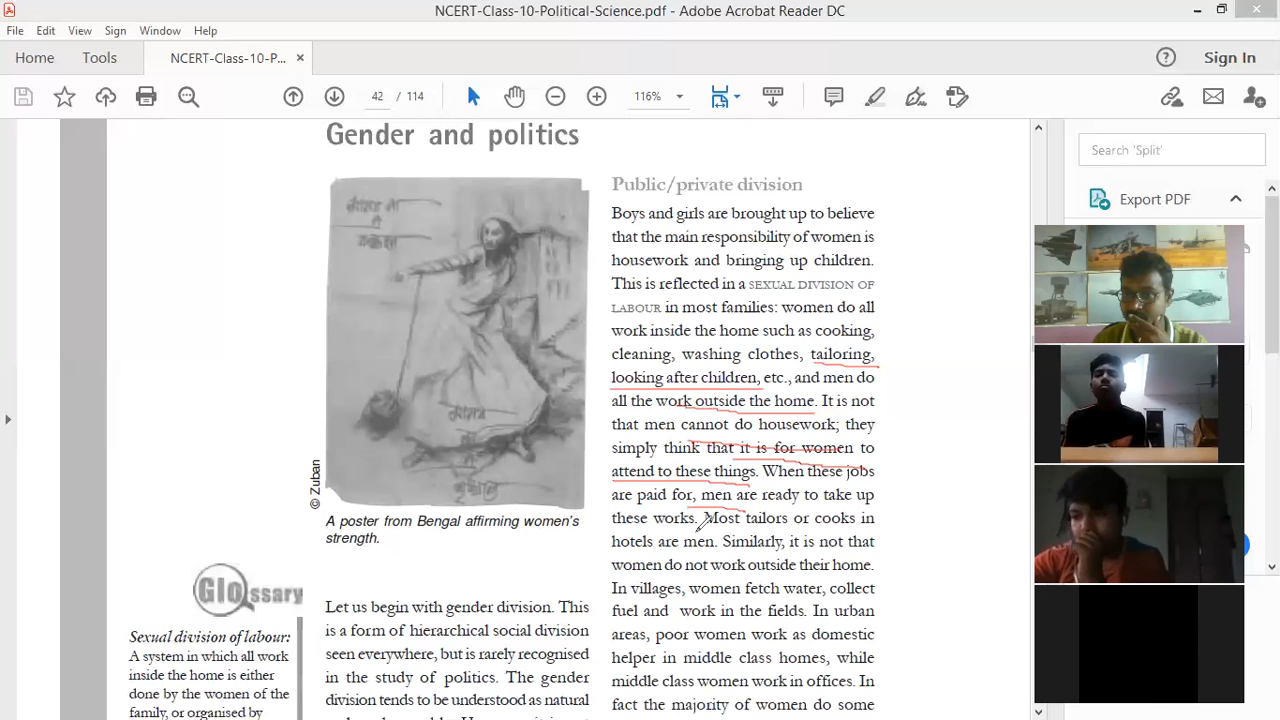 NCERT-Class-10-Political-Science.pdf - Adobe Acrobat Reader DC
File Edit View Sign Window Help
Home Tools NCERT-Class-10-P... × Sign In
42 / 114 116%
Gender and politics
Search 'Split'
Export PDF
© Zuban
A poster from Bengal affirming women's
strength.
Glossary
Sexual division of labour:
A system in which all work
inside the home is either
done by the women of the
family, or organised by
Let us begin with gender division. This
is a form of hierarchical social division
seen everywhere, but is rarely recognised
in the study of politics. The gender
division tends to be understood as natural
Public/private division
Boys and girls are brought up to believe
that the main responsibility of women is
housework and bringing up children.
This is reflected in a SEXUAL DIVISION OF
LABOUR in most families: women do all
work inside the home such as cooking,
cleaning, washing clothes, tailoring,
looking after children, etc., and men do
all the work outside the home. It is not
that men cannot do housework; they
simply think that it is for women to
attend to these things. When these jobs
are paid for, men are ready to take up
these works. Most tailors or cooks in
hotels are men. Similarly, it is not that
women do not work outside their home.
In villages, women fetch water, collect
fuel and work in the fields. In urban
areas, poor women work as domestic
helper in middle class homes, while
middle class women work in offices. In
fact the majority of women do some